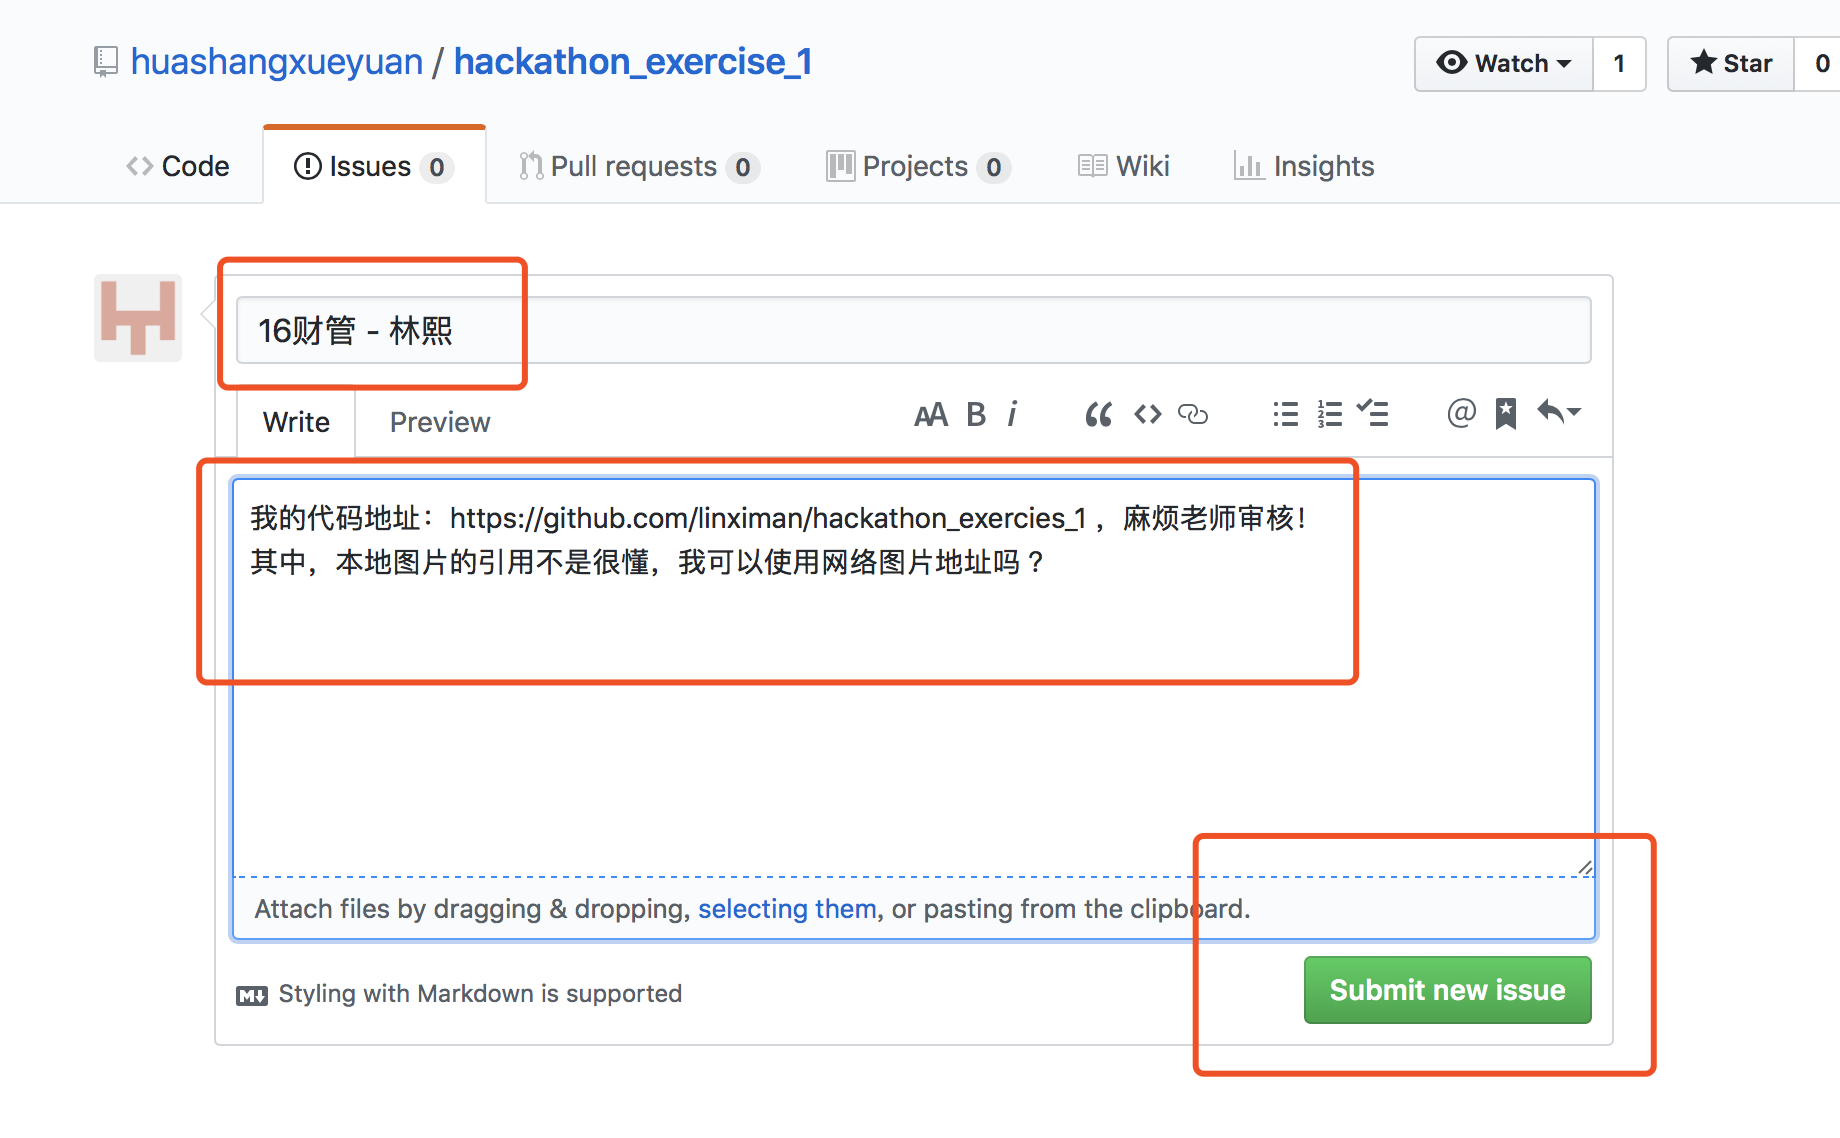 huashangxueyuan / hackathon_exercise_1
Watch 1 Star 0
Code Issues 0 Pull requests 0 Projects 0 Wiki Insights
16财管 - 林熙
Write Preview
我的代码地址：https://github.com/linximan/hackathon_exercies_1 ，麻烦老师审核！
其中，本地图片的引用不是很懂，我可以使用网络图片地址吗？
Attach files by dragging & dropping, selecting them, or pasting from the clipboard.
Styling with Markdown is supported
Submit new issue